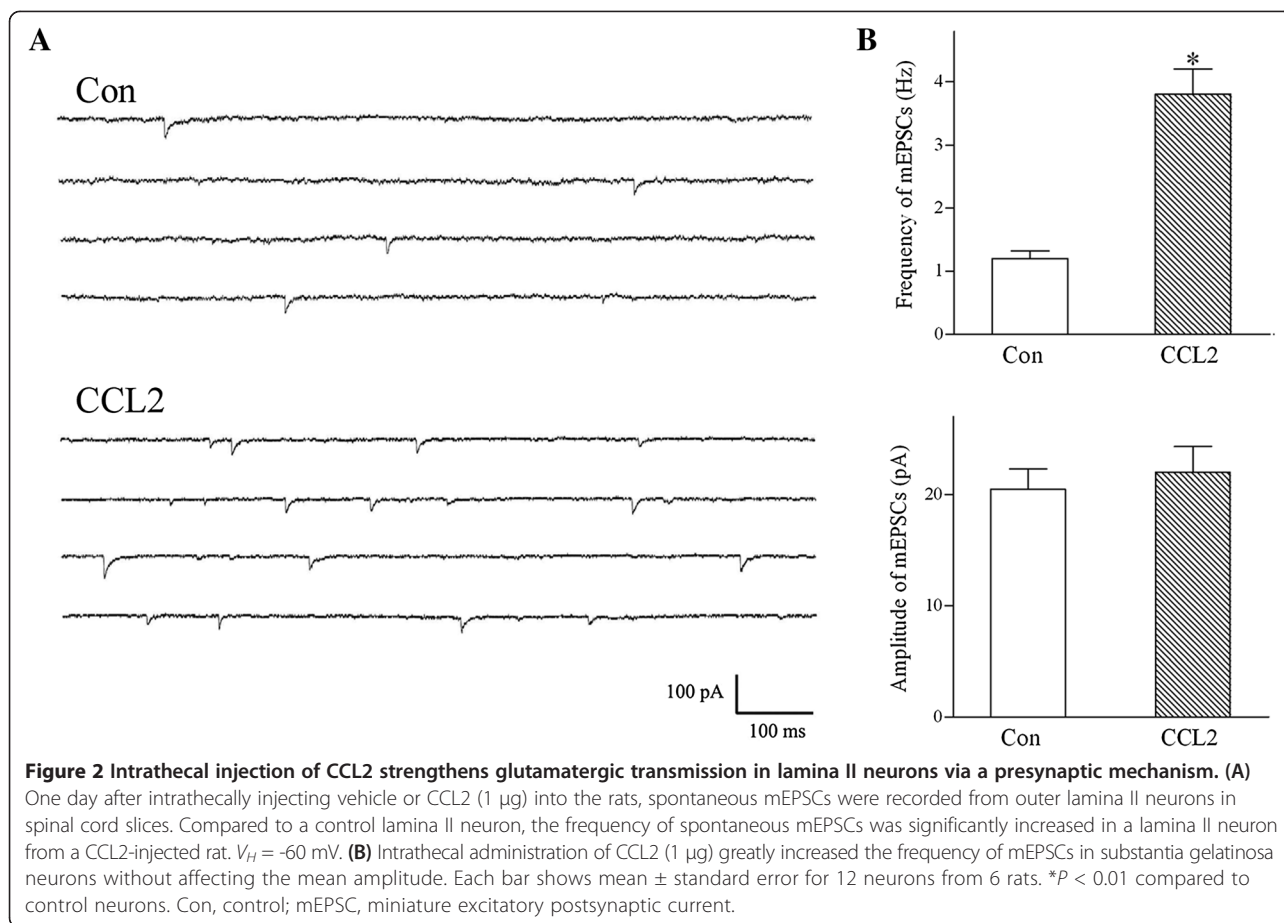 A
Con
CCL2
100 pA
100 ms
B
Frequency of mEPSCs (Hz)
4
3
2
1
0
*
Con
CCL2
Amplitude of mEPSCs (pA)
20
10
0
Con
CCL2
Figure 2 Intrathecal injection of CCL2 strengthens glutamatergic transmission in lamina II neurons via a presynaptic mechanism. (A)
One day after intrathecally injecting vehicle or CCL2 (1 μg) into the rats, spontaneous mEPSCs were recorded from outer lamina II neurons in
spinal cord slices. Compared to a control lamina II neuron, the frequency of spontaneous mEPSCs was significantly increased in a lamina II neuron
from a CCL2-injected rat. V_H = -60 mV. (B) Intrathecal administration of CCL2 (1 μg) greatly increased the frequency of mEPSCs in substantia gelatinosa
neurons without affecting the mean amplitude. Each bar shows mean ± standard error for 12 neurons from 6 rats. *P < 0.01 compared to
control neurons. Con, control; mEPSC, miniature excitatory postsynaptic current.